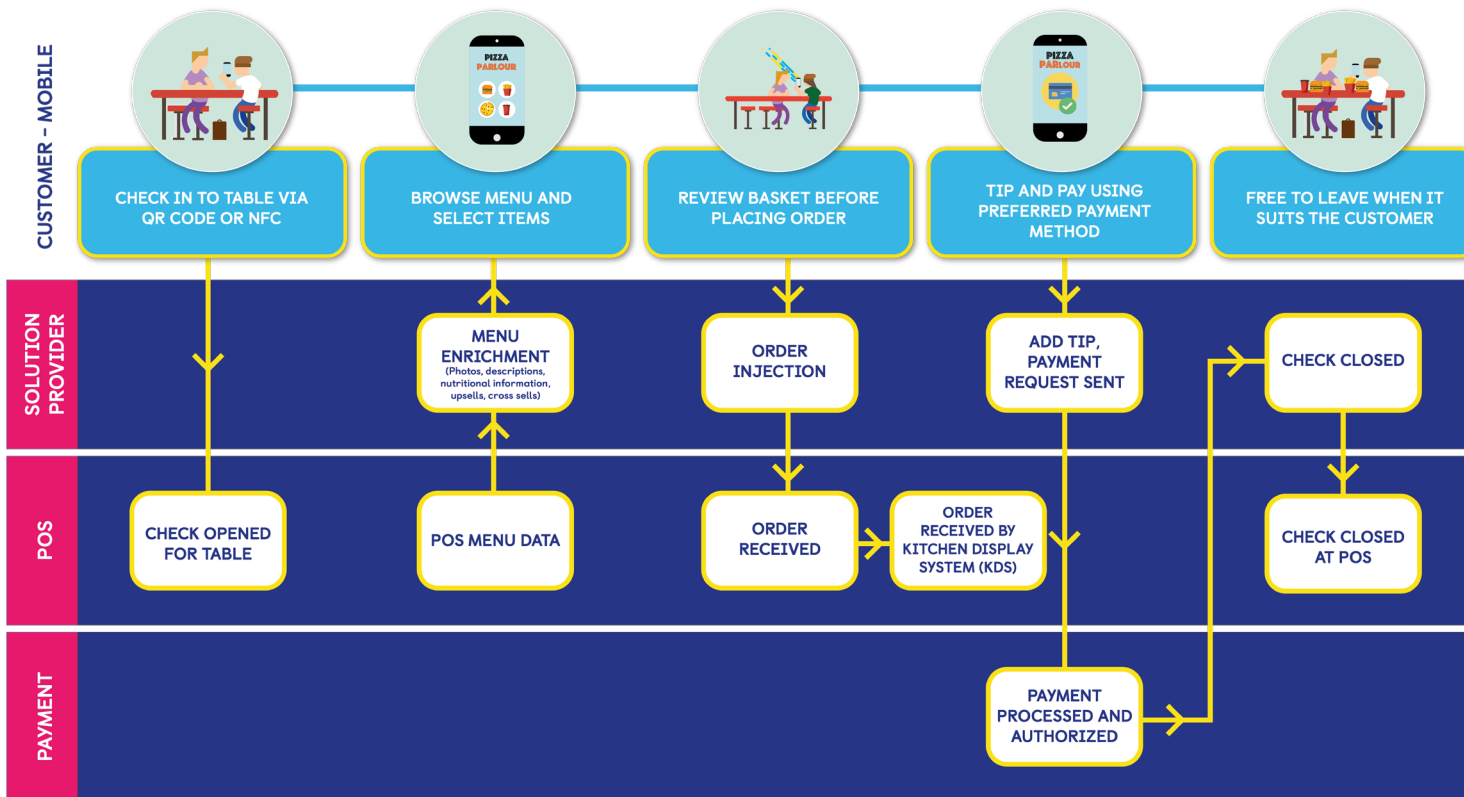 CUSTOMER - MOBILE
PIZZA
PARLOUR
PIZZA
PARLOUR
CHECK IN TO TABLE VIA
QR CODE OR NFC
BROWSE MENU AND
SELECT ITEMS
REVIEW BASKET BEFORE
PLACING ORDER
TIP AND PAY USING
PREFERRED PAYMENT
METHOD
FREE TO LEAVE WHEN IT
SUITS THE CUSTOMER
SOLUTION
PROVIDER
MENU
ENRICHMENT
(Photos, descriptions,
nutritional information,
upsells, cross sells)
ORDER
INJECTION
ADD TIP,
PAYMENT
REQUEST SENT
CHECK CLOSED
POS
CHECK OPENED
FOR TABLE
POS MENU DATA
ORDER
RECEIVED
ORDER
RECEIVED BY
KITCHEN DISPLAY
SYSTEM (KDS)
CHECK CLOSED
AT POS
PAYMENT
PAYMENT
PROCESSED AND
AUTHORIZED